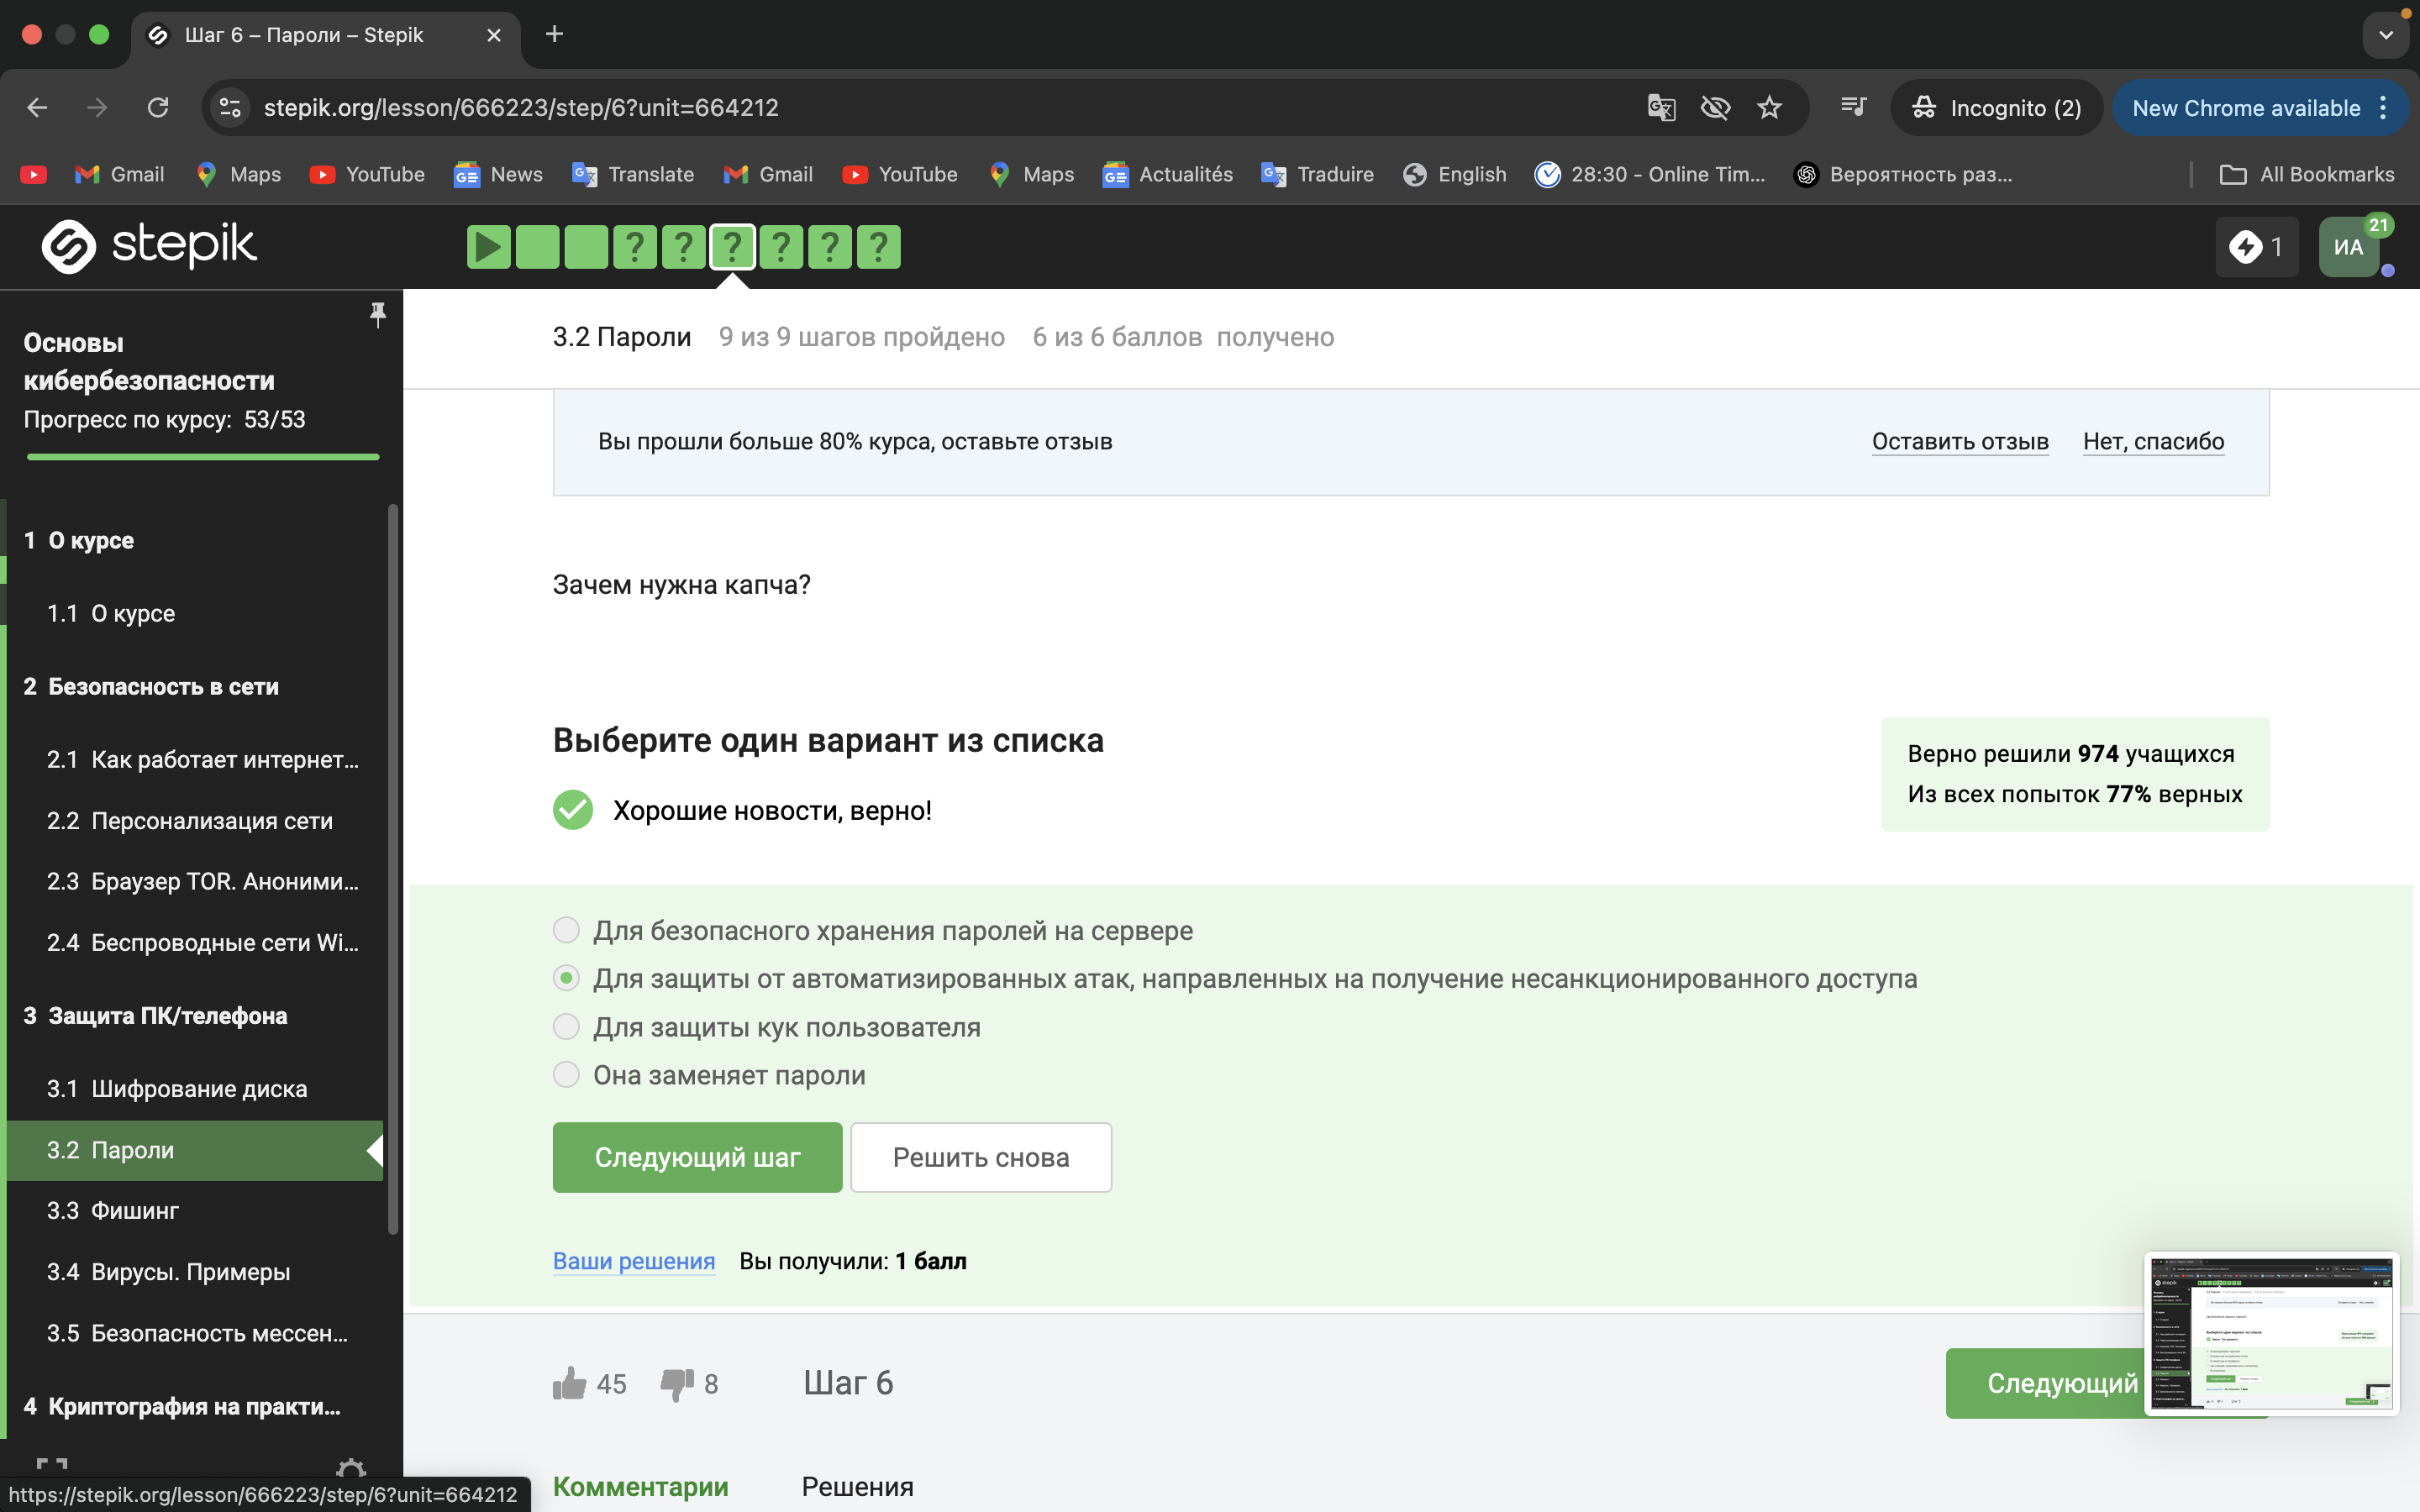 Шаг 6 – Пароли – Stepik
stepik.org/lesson/666223/step/6?unit=664212
Incognito (2)
New Chrome available
Gmail
Maps
YouTube
News
Translate
Gmail
YouTube
Maps
Actualités
Traduire
English
28:30 - Online Tim...
Вероятность раз...
All Bookmarks
stepik
? ? ? ? ? ?
1
ИА
21
Основы
кибербезопасности
Прогресс по курсу: 53/53
1 О курсе
1.1 О курсе
2 Безопасность в сети
2.1 Как работает интернет...
2.2 Персонализация сети
2.3 Браузер TOR. Аноними...
2.4 Беспроводные сети Wi...
3 Защита ПК/телефона
3.1 Шифрование диска
3.2 Пароли
3.3 Фишинг
3.4 Вирусы. Примеры
3.5 Безопасность мессен...
4 Криптография на практи...
https://stepik.org/lesson/666223/step/6?unit=664212
3.2 Пароли 9 из 9 шагов пройдено 6 из 6 баллов получено
Вы прошли больше 80% курса, оставьте отзыв
Оставить отзыв
Нет, спасибо
Зачем нужна капча?
Выберите один вариант из списка
Хорошие новости, верно!
Верно решили 974 учащихся
Из всех попыток 77% верных
Для безопасного хранения паролей на сервере
Для защиты от автоматизированных атак, направленных на получение несанкционированного доступа
Для защиты кук пользователя
Она заменяет пароли
Следующий шаг
Решить снова
Ваши решения Вы получили: 1 балл
45
8
Шаг 6
Следующий
Комментарии
Решения